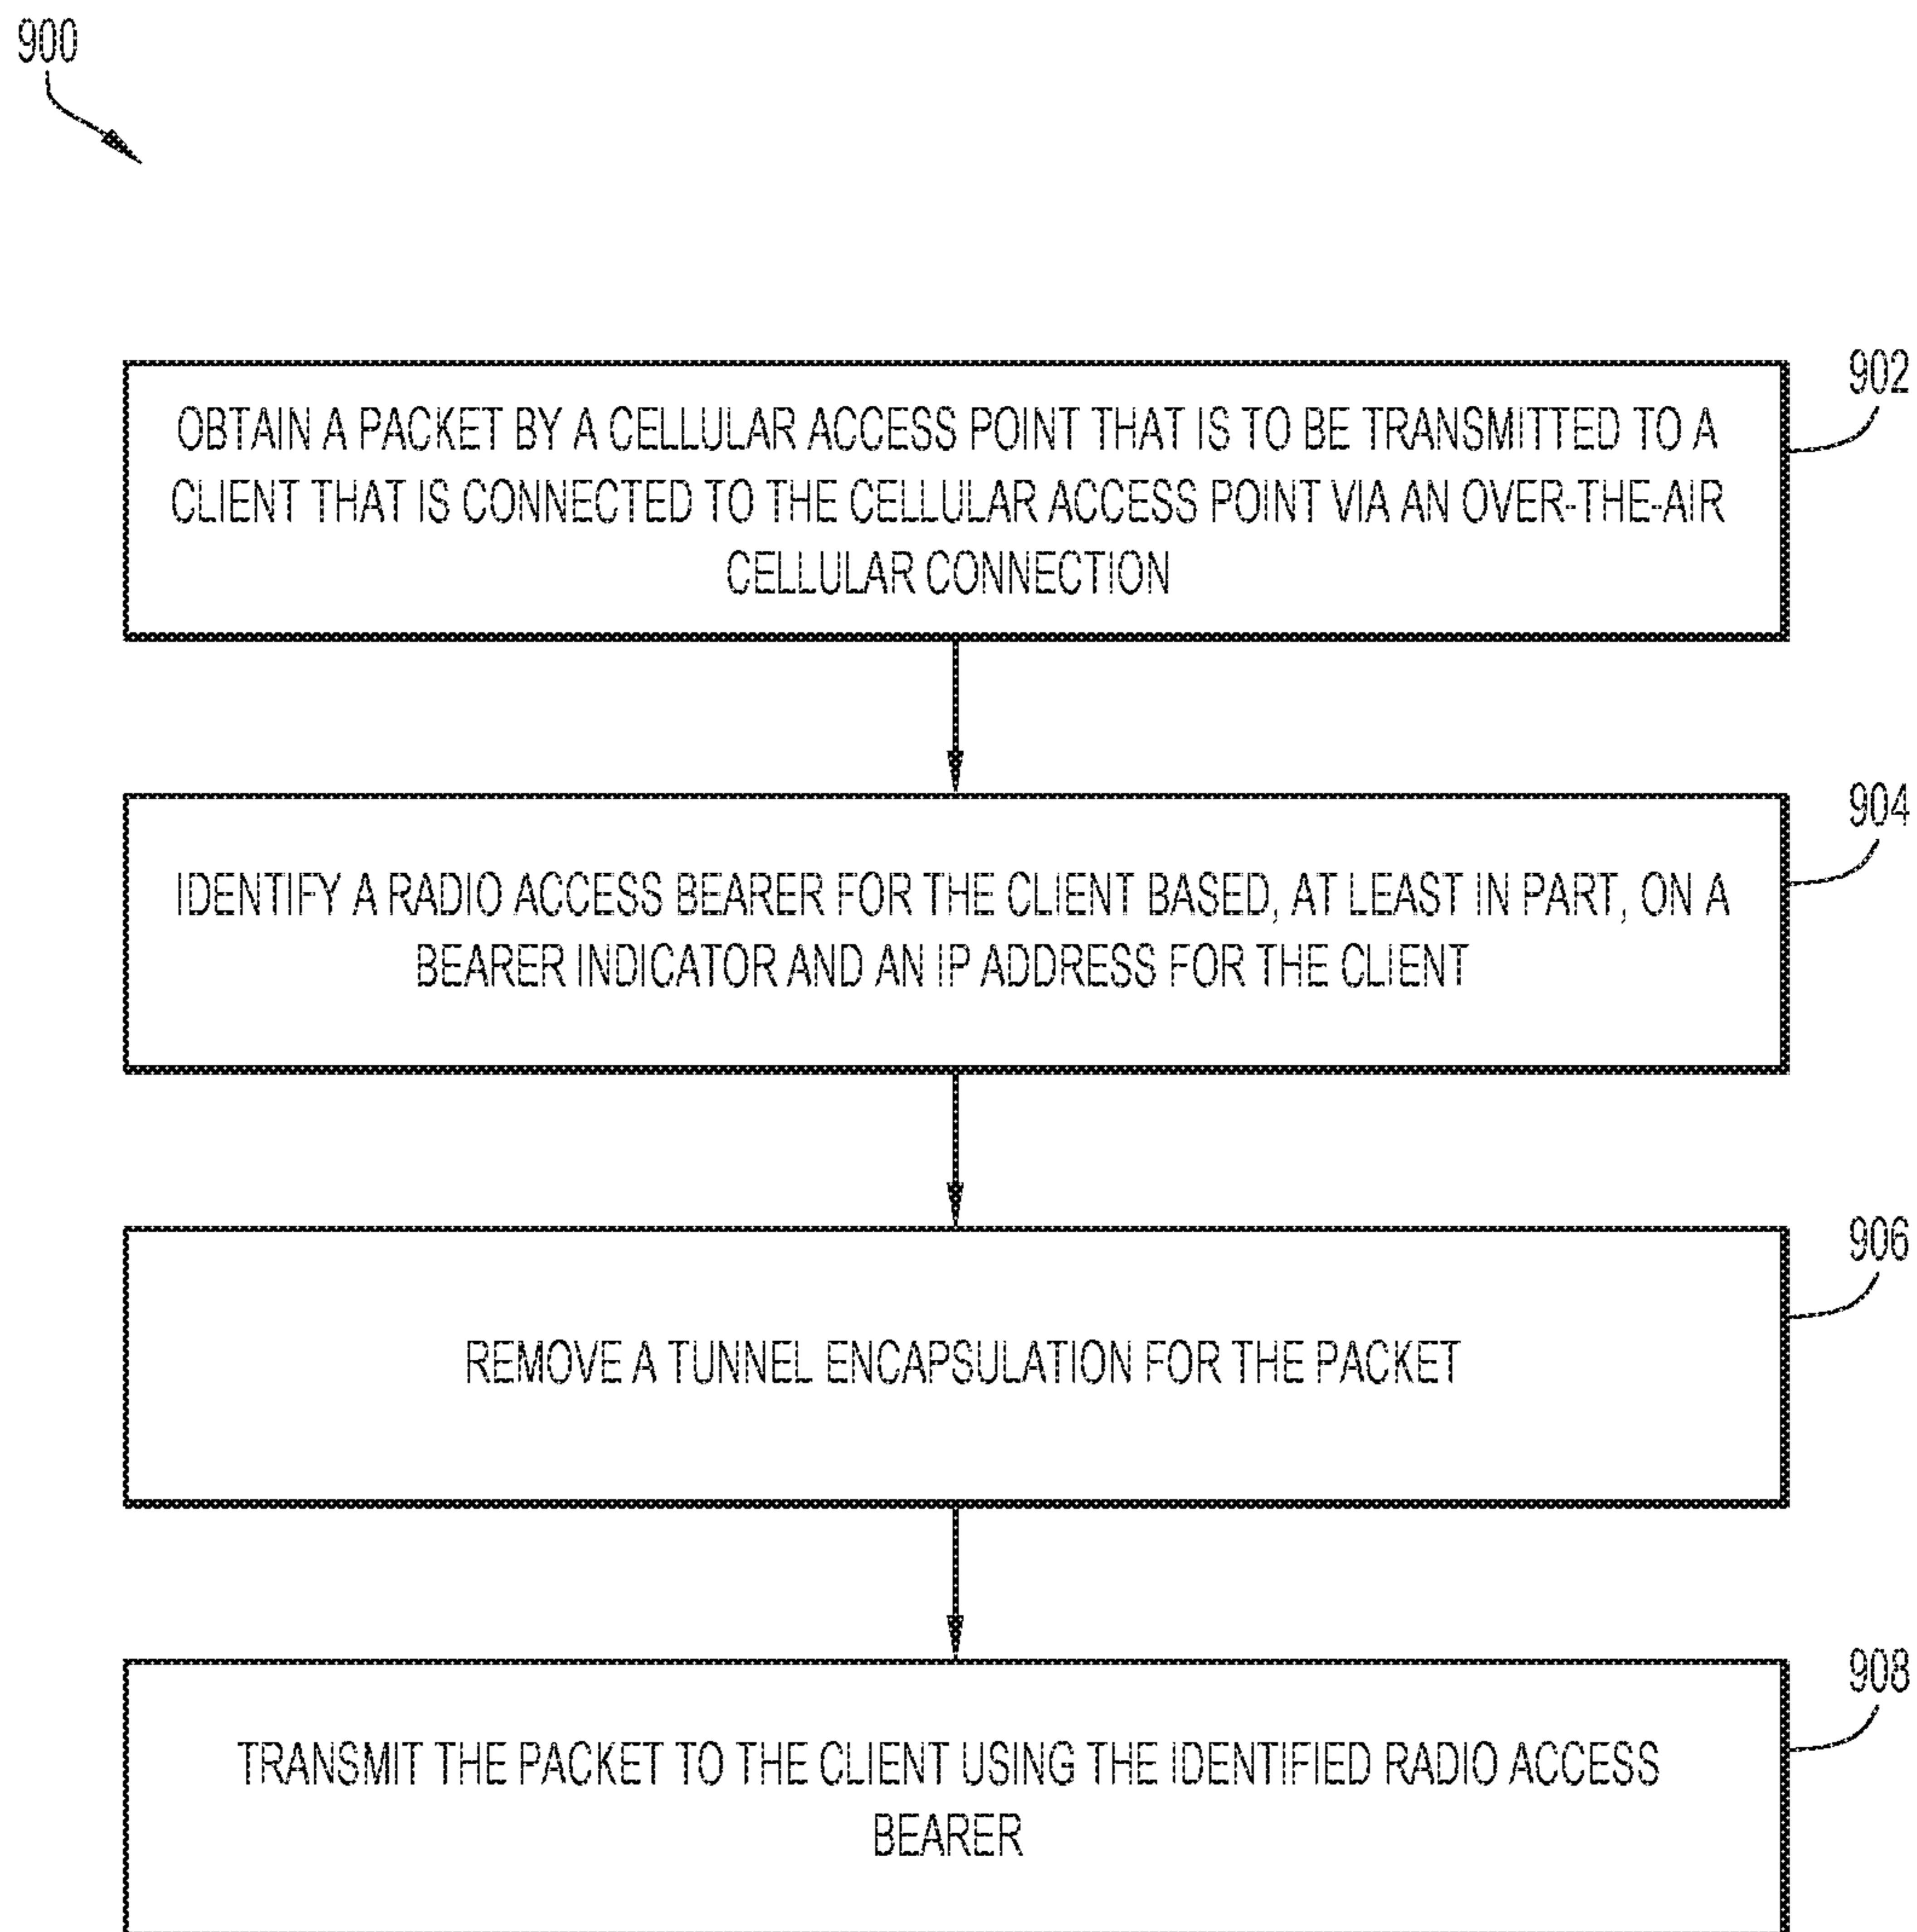 900
902
OBTAIN A PACKET BY A CELLULAR ACCESS POINT THAT IS TO BE TRANSMITTED TO A
CLIENT THAT IS CONNECTED TO THE CELLULAR ACCESS POINT VIA AN OVER-THE-AIR
CELLULAR CONNECTION
904
IDENTIFY A RADIO ACCESS BEARER FOR THE CLIENT BASED, AT LEAST IN PART, ON A
BEARER INDICATOR AND AN IP ADDRESS FOR THE CLIENT
906
REMOVE A TUNNEL ENCAPSULATION FOR THE PACKET
908
TRANSMIT THE PACKET TO THE CLIENT USING THE IDENTIFIED RADIO ACCESS
BEARER